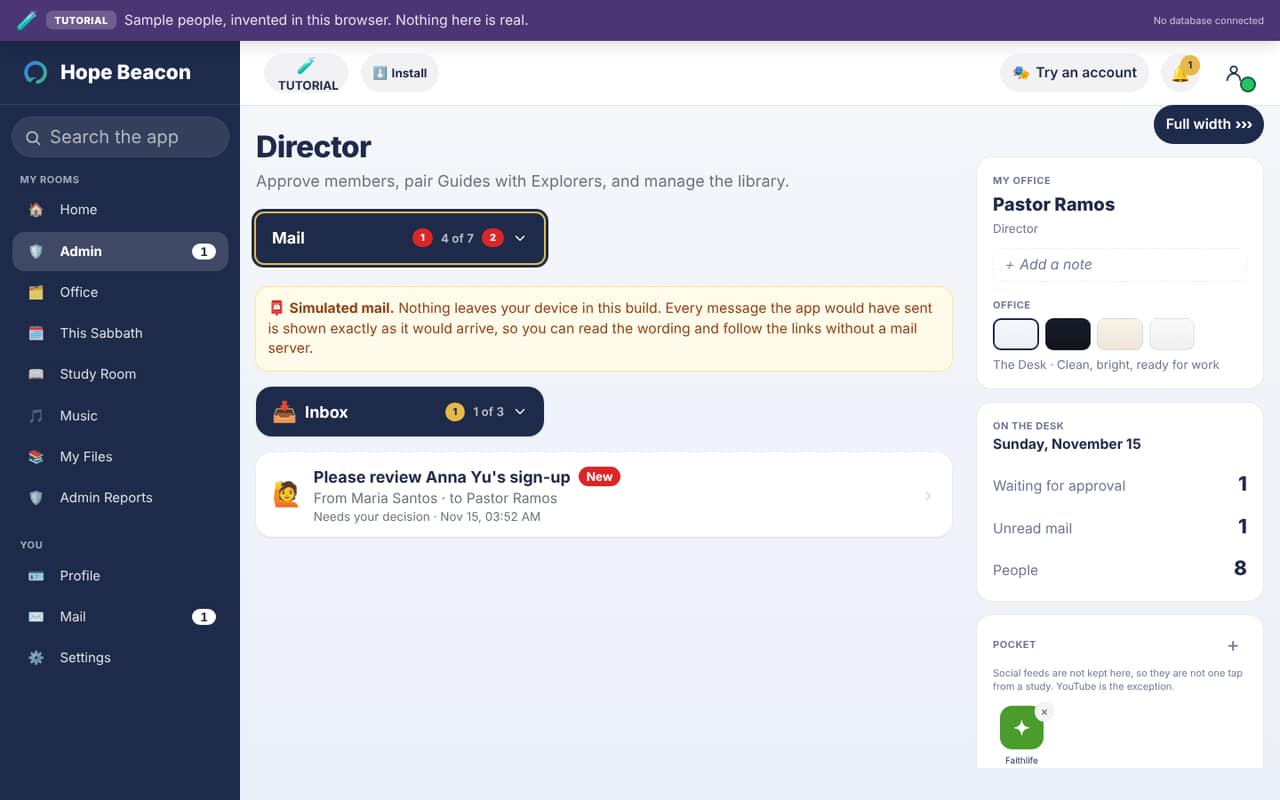 TUTORIAL Sample people, invented in this browser. Nothing here is real.
No database connected
Hope Beacon
Search the app
MY ROOMS
Home
Admin 1
Office
This Sabbath
Study Room
Music
My Files
Admin Reports
YOU
Profile
Mail 1
Settings
TUTORIAL
Install
Try an account
1
Full width ›››
Director
Approve members, pair Guides with Explorers, and manage the library.
Mail 1 4 of 7 2
Simulated mail. Nothing leaves your device in this build. Every message the app would have sent
is shown exactly as it would arrive, so you can read the wording and follow the links without a mail
server.
Inbox 1 1 of 3
Please review Anna Yu's sign-up New
From Maria Santos · to Pastor Ramos
Needs your decision · Nov 15, 03:52 AM
MY OFFICE
Pastor Ramos
Director
+ Add a note
OFFICE
The Desk · Clean, bright, ready for work
ON THE DESK
Sunday, November 15
Waiting for approval 1
Unread mail 1
People 8
POCKET +
Social feeds are not kept here, so they are not one tap
from a study. YouTube is the exception.
×
Faithlife